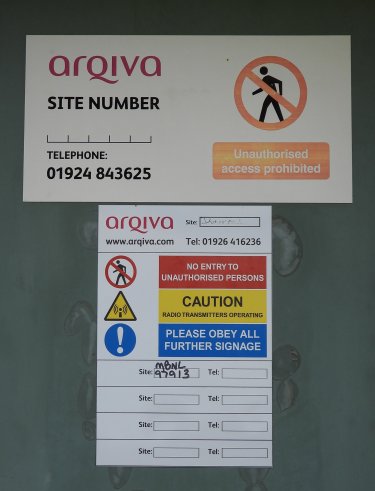 arqiva
SITE NUMBER
TELEPHONE:
01924 843625
Unauthorised
access prohibited
arqiva
Site:
www.arqiva.com Tel: 01926 416236
NO ENTRY TO
UNAUTHORISED PERSONS
CAUTION
RADIO TRANSMITTERS OPERATING
PLEASE OBEY ALL
FURTHER SIGNAGE
Site: MBNL 97913 Tel:
Site: Tel:
Site: Tel:
Site: Tel: